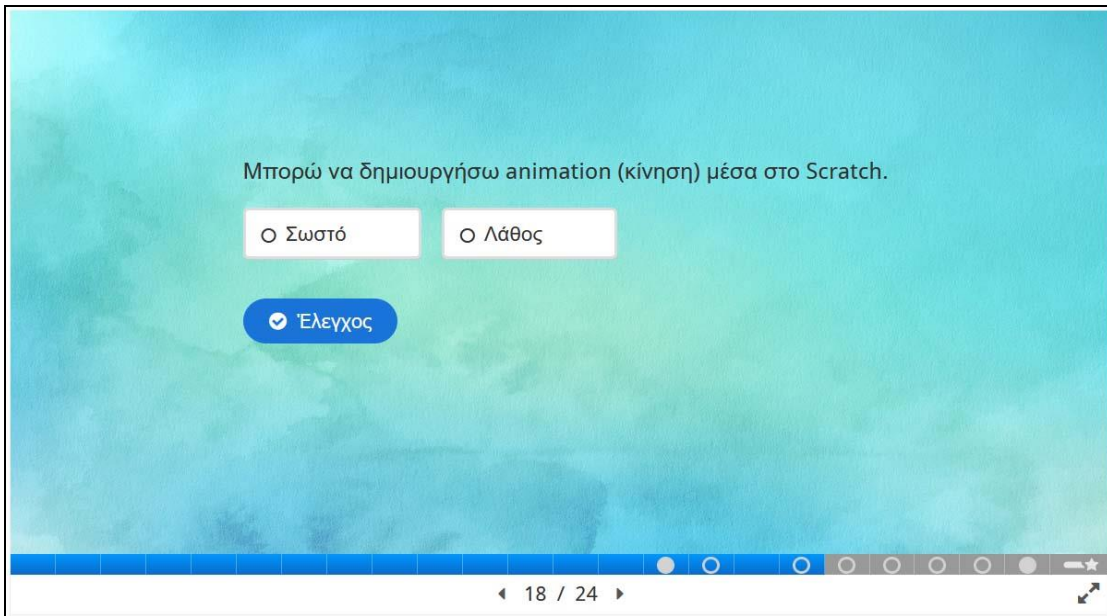 Μπορώ να δημιουργήσω animation (κίνηση) μέσα στο Scratch.
Σωστό Λάθος
Έλεγχος
18 / 24